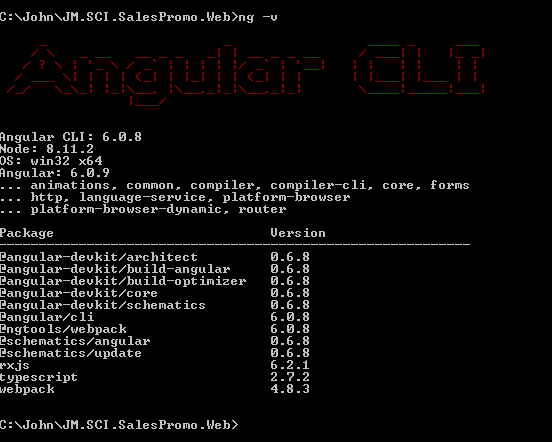 C:\John\JM.SCI.SalesPromo.Web>ng -v
Angular CLI
Angular CLI: 6.0.8
Node: 8.11.2
OS: win32 x64
Angular: 6.0.9
... animations, common, compiler, compiler-cli, core, forms
... http, language-service, platform-browser
... platform-browser-dynamic, router
Package Version
-----------------------------------------------------------
@angular-devkit/architect 0.6.8
@angular-devkit/build-angular 0.6.8
@angular-devkit/build-optimizer 0.6.8
@angular-devkit/core 0.6.8
@angular-devkit/schematics 0.6.8
@angular/cli 6.0.8
@ngtools/webpack 6.0.8
@schematics/angular 0.6.8
@schematics/update 0.6.8
rxjs 6.2.1
typescript 2.7.2
webpack 4.8.3
C:\John\JM.SCI.SalesPromo.Web>